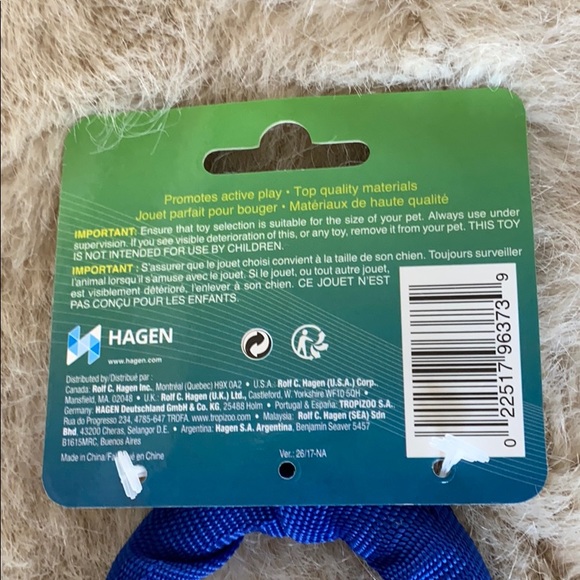 Promotes active play • Top quality materials
Jouet parfait pour bouger • Matériaux de haute qualité
IMPORTANT: Ensure that toy selection is suitable for the size of your pet. Always use under
supervision. If you see visible deterioration of this, or any toy, remove it from your pet. THIS TOY
IS NOT INTENDED FOR USE BY CHILDREN.
IMPORTANT : S'assurer que le jouet choisi convient à la taille de son chien. Toujours surveiller
l'animal lorsqu'il s'amuse avec le jouet. Si le jouet, ou tout autre jouet,
est visiblement détérioré, l'enlever à son chien. CE JOUET N'EST
PAS CONÇU POUR LES ENFANTS.
HAGEN
www.hagen.com
Distributed by/Distribué par :
Canada: Rolf C. Hagen Inc., Montréal (Quebec) H9X 0A2 • U.S.A.: Rolf C. Hagen (U.S.A.) Corp.
Mansfield, MA. 02048 • U.K.: Rolf C. Hagen (U.K.) Ltd., Castleford, W. Yorkshire WF10 5QH •
Germany: HAGEN Deutschland GmbH & Co. KG, 25488 Holm • Portugal & España: TROPIZOO S.A.
Rua do Progresso 234, 4785-647 TROFA, www.tropizoo.com • Malaysia: Rolf C. Hagen (SEA) Sdn
Bhd. 43200 Cheras, Selangor D.E. • Argentina: Hagen S.A. Argentina, Benjamin Seaver 5457
B1615MRC, Buenos Aires
Made in China/ en Chine
Ver.: 26/17-NA
0 22517 96373 9